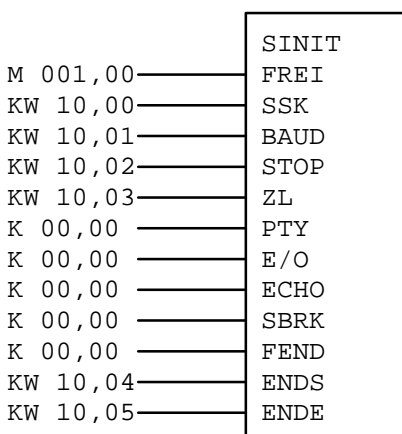 SINIT
M 001,00 FREI
KW 10,00 SSK
KW 10,01 BAUD
KW 10,02 STOP
KW 10,03 ZL
K 00,00 PTY
K 00,00 E/O
K 00,00 ECHO
K 00,00 SBRK
K 00,00 FEND
KW 10,04 ENDS
KW 10,05 ENDE